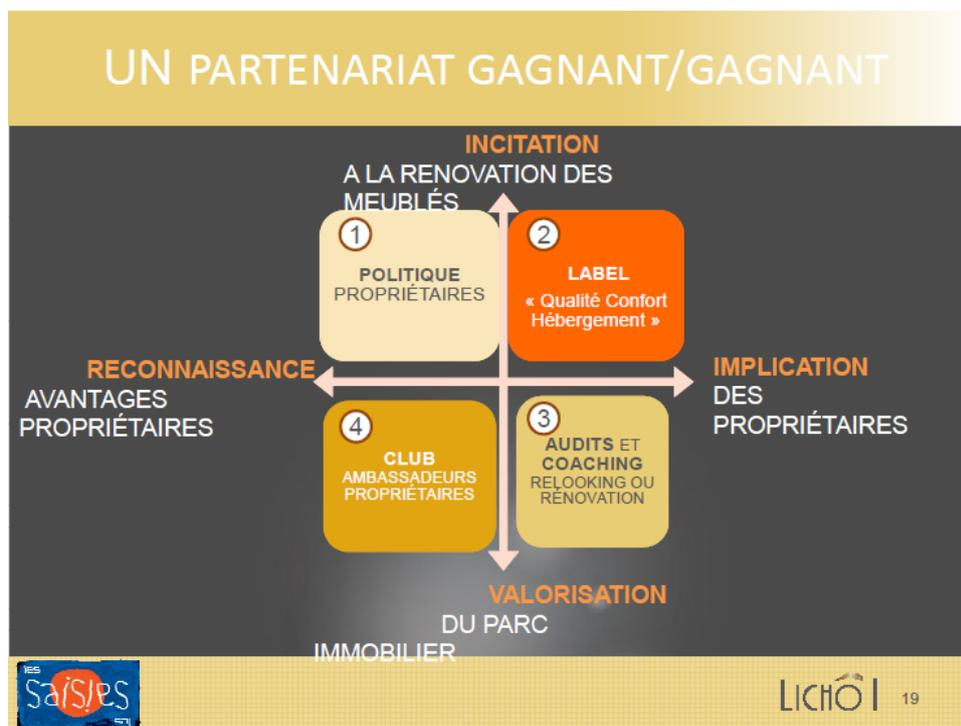 UN PARTENARIAT GAGNANT/GAGNANT
INCITATION
A LA RENOVATION DES
MEUBLÉS
1
POLITIQUE
PROPRIÉTAIRES
2
LABEL
« Qualité Confort
Hébergement »
RECONNAISSANCE
AVANTAGES
PROPRIÉTAIRES
IMPLICATION
DES
PROPRIÉTAIRES
4
CLUB
AMBASSADEURS
PROPRIÉTAIRES
3
AUDITS ET
COACHING
RELOOKING OU
RÉNOVATION
VALORISATION
DU PARC
IMMOBILIER
les
saisies
LICHÔ
19